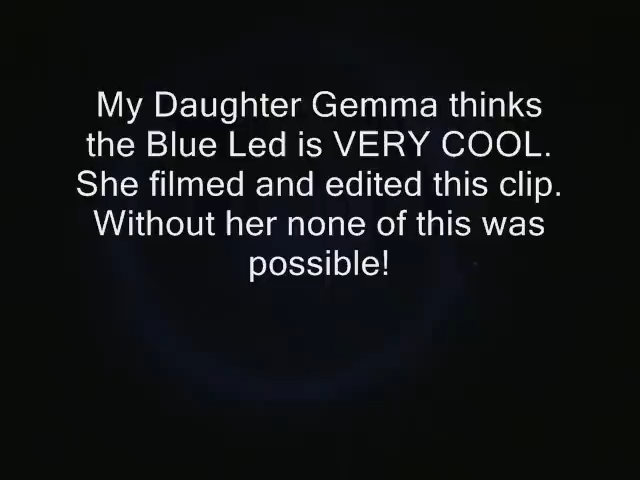 My Daughter Gemma thinks
the Blue Led is VERY COOL.
She filmed and edited this clip.
Without her none of this was
possible!